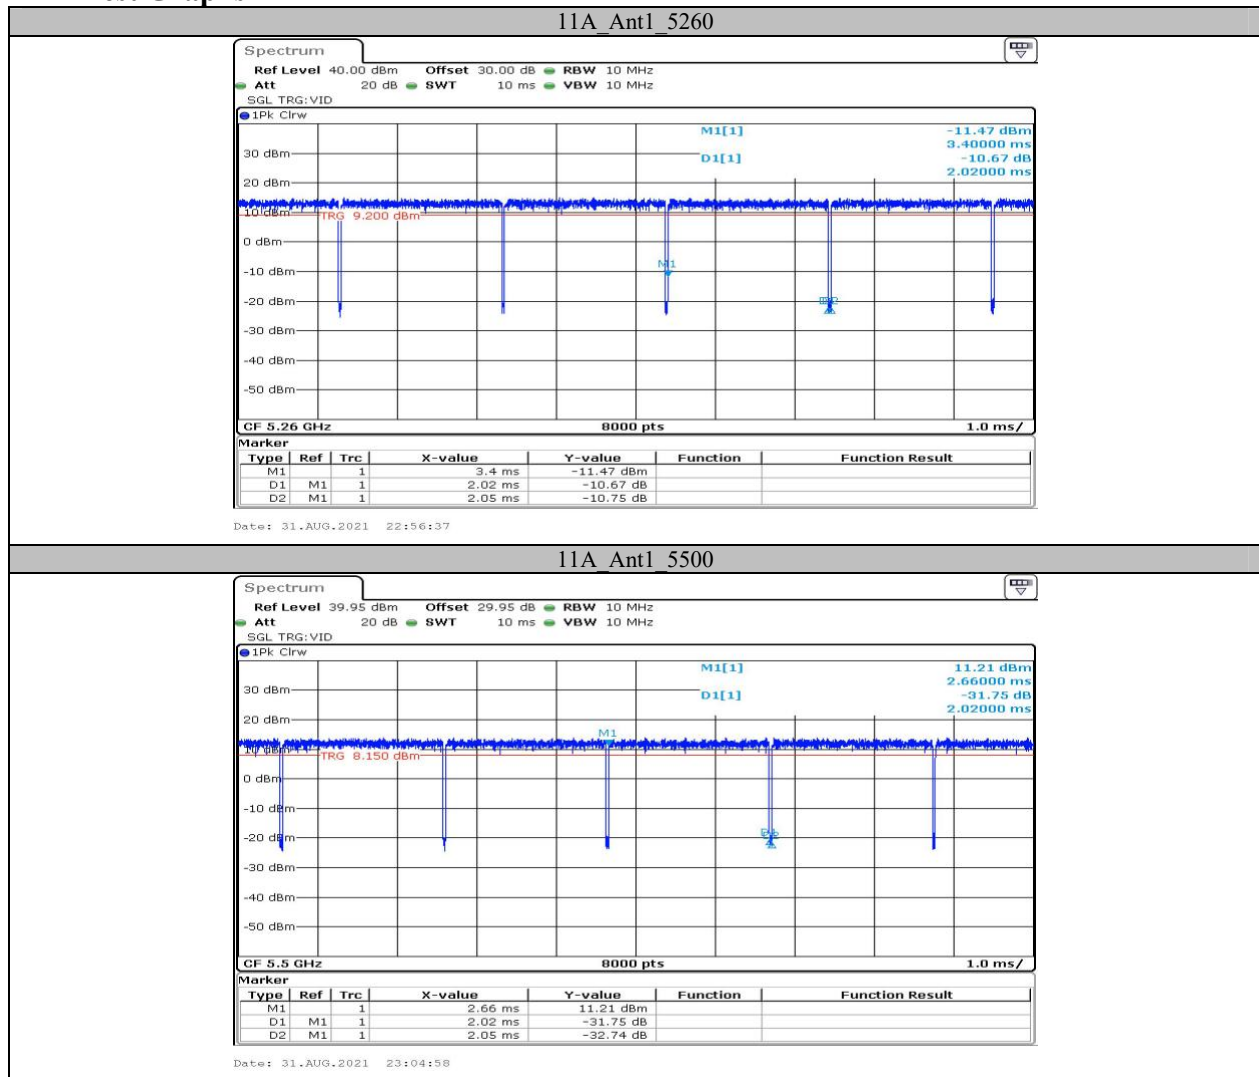 11A_Ant1_5260
Spectrum
Ref Level 40.00 dBm Offset 30.00 dB RBW 10 MHz
Att 20 dB SWT 10 ms VBW 10 MHz
SGL TRG:VID
1Pk Clrw
M1[1] -11.47 dBm
3.40000 ms
30 dBm
D1[1] -10.67 dB
2.02000 ms
20 dBm
10 dBm
TRG 9.200 dBm
0 dBm
M1
-10 dBm
-20 dBm
-30 dBm
-40 dBm
-50 dBm
CF 5.26 GHz 8000 pts 1.0 ms/
Marker
Type Ref Trc X-value Y-value Function Function Result
M1 1 3.4 ms -11.47 dBm
D1 M1 1 2.02 ms -10.67 dB
D2 M1 1 2.05 ms -10.75 dB
Date: 31.AUG.2021 22:56:37
11A_Ant1_5500
Spectrum
Ref Level 39.95 dBm Offset 29.95 dB RBW 10 MHz
Att 20 dB SWT 10 ms VBW 10 MHz
SGL TRG:VID
1Pk Clrw
M1[1] 11.21 dBm
2.66000 ms
30 dBm
D1[1] -31.75 dB
2.02000 ms
20 dBm
M1
10 dBm
TRG 8.150 dBm
0 dBm
-10 dBm
-20 dBm
-30 dBm
-40 dBm
-50 dBm
CF 5.5 GHz 8000 pts 1.0 ms/
Marker
Type Ref Trc X-value Y-value Function Function Result
M1 1 2.66 ms 11.21 dBm
D1 M1 1 2.02 ms -31.75 dB
D2 M1 1 2.05 ms -32.74 dB
Date: 31.AUG.2021 23:04:58